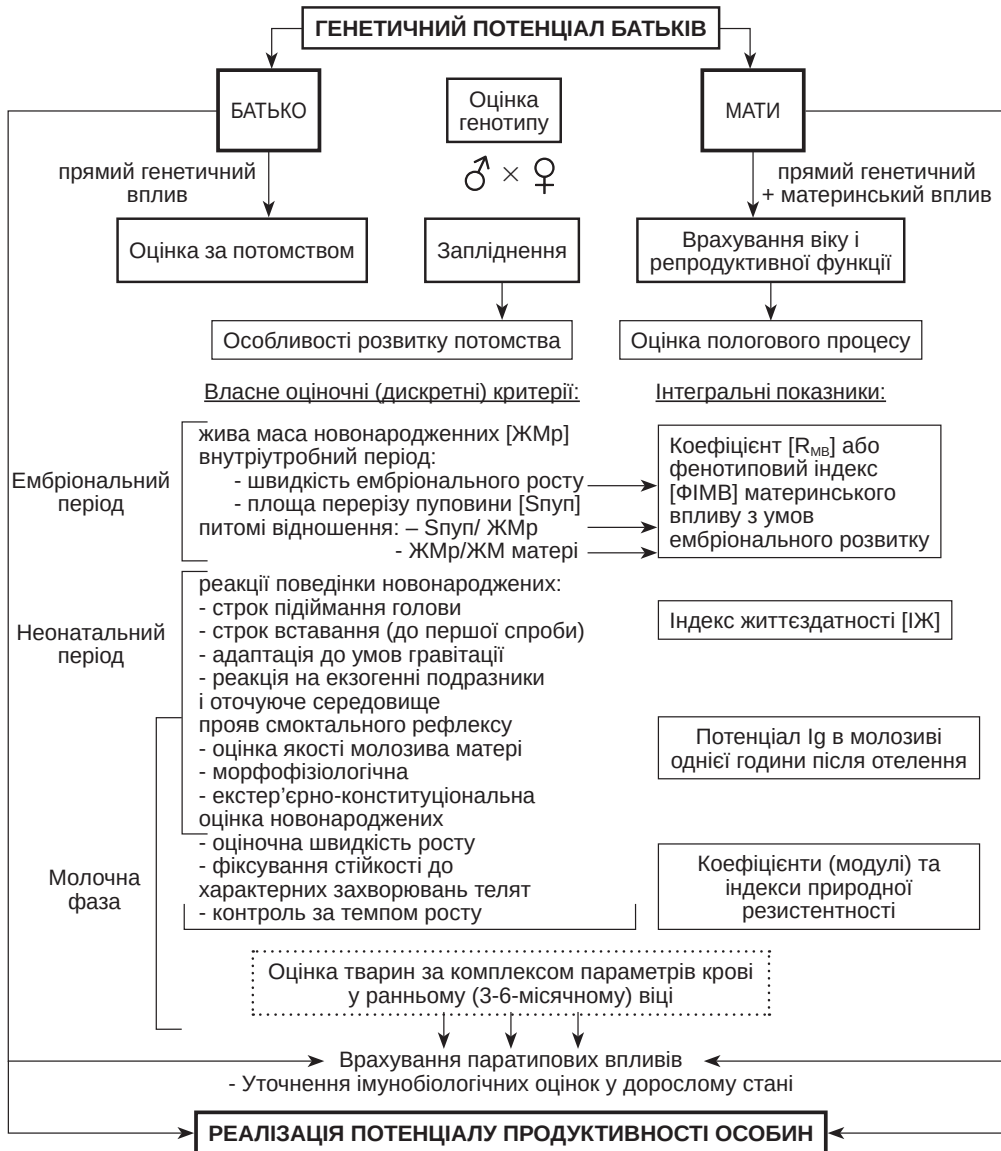 ГЕНЕТИЧНИЙ ПОТЕНЦІАЛ БАТЬКІВ
БАТЬКО
Оцінка
генотипу
МАТИ
♂ × ♀
прямий генетичний
вплив
прямий генетичний
+ материнський вплив
Оцінка за потомством
Запліднення
Врахування віку і
репродуктивної функції
Особливості розвитку потомства
Оцінка пологового процесу
Власне оціночні (дискретні) критерії:
Інтегральні показники:
Ембріональний
період
жива маса новонародженних [ЖМр]
внутріутробний період:
- швидкість ембріонального росту
- площа перерізу пуповини [Sпуп]
питомі відношення: – Sпуп/ ЖМр
- ЖМр/ЖМ матері
Коефіцієнт [RМВ] або
фенотиповий індекс
[ФІМВ] материнського
впливу з умов
ембріонального розвитку
Неонатальний
період
реакції поведінки новонароджених:
- строк підіймання голови
- строк вставання (до першої спроби)
- адаптація до умов гравітації
- реакція на екзогенні подразники
і оточуюче середовище
прояв смоктального рефлексу
- оцінка якості молозива матері
- морфофізіологічна
- екстер’єрно-конституціональна
оцінка новонароджених
Індекс життєздатності [ІЖ]
Потенціал Ig в молозиві
однієї години після отелення
Молочна
фаза
- оціночна швидкість росту
- фіксування стійкості до
характерних захворювань телят
- контроль за темпом росту
Коефіцієнти (модулі) та
індекси природної
резистентності
Оцінка тварин за комплексом параметрів крові
у ранньому (3-6-місячному) віці
Врахування паратипових впливів
- Уточнення імунобіологічних оцінок у дорослому стані
РЕАЛІЗАЦІЯ ПОТЕНЦІАЛУ ПРОДУКТИВНОСТІ ОСОБИН